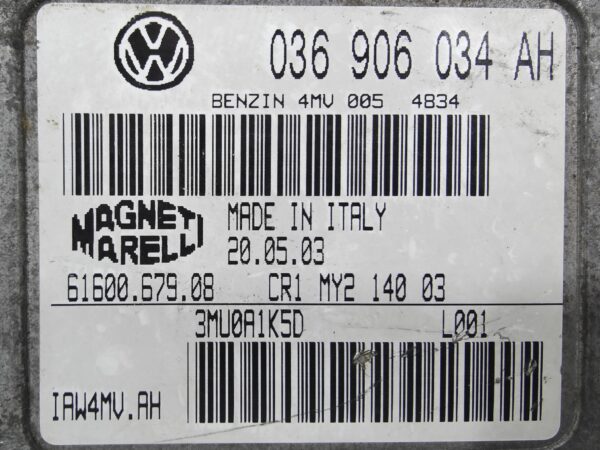 036 906 034 AH
BENZIN 4MV 005 4834
MAGNETI MARELLI
MADE IN ITALY
20.05.03
61600.679.08 CR1 MY2 140 03
3MU0A1K5D L001
IAW4MV.AH